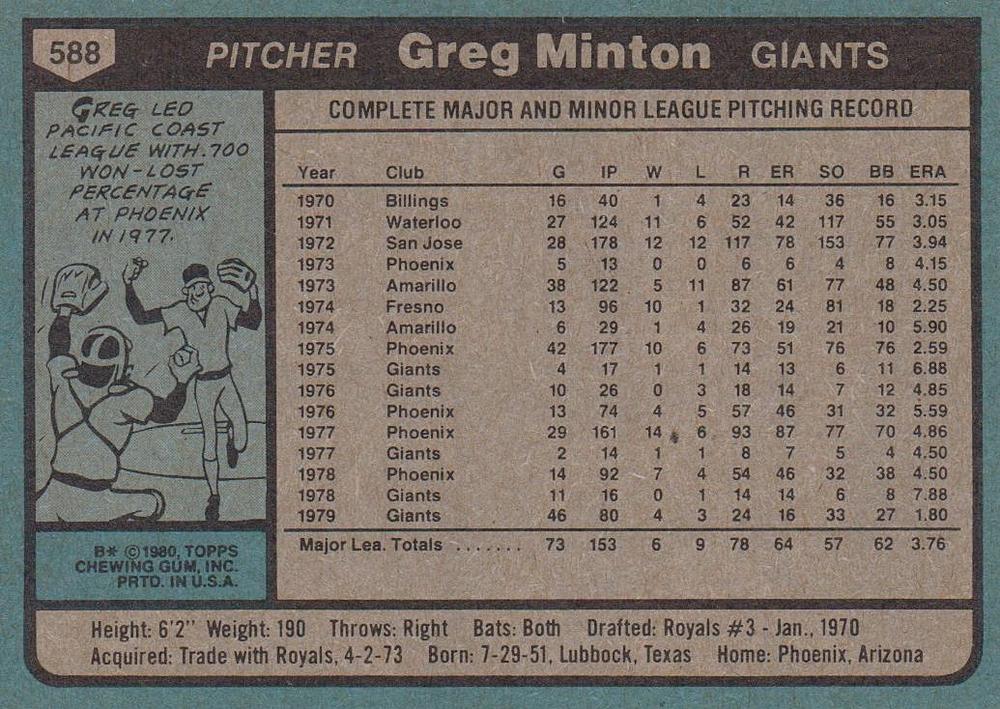 588 PITCHER Greg Minton GIANTS
GREG LED
PACIFIC COAST
LEAGUE WITH .700
WON-LOST
PERCENTAGE
AT PHOENIX
IN 1977.
B* © 1980, TOPPS
CHEWING GUM, INC.
PRTD. IN U.S.A.
COMPLETE MAJOR AND MINOR LEAGUE PITCHING RECORD
Year Club G IP W L R ER SO BB ERA
1970 Billings 16 40 1 4 23 14 36 16 3.15
1971 Waterloo 27 124 11 6 52 42 117 55 3.05
1972 San Jose 28 178 12 12 117 78 153 77 3.94
1973 Phoenix 5 13 0 0 6 6 4 8 4.15
1973 Amarillo 38 122 5 11 87 61 77 48 4.50
1974 Fresno 13 96 10 1 32 24 81 18 2.25
1974 Amarillo 6 29 1 4 26 19 21 10 5.90
1975 Phoenix 42 177 10 6 73 51 76 76 2.59
1975 Giants 4 17 1 1 14 13 6 11 6.88
1976 Giants 10 26 0 3 18 14 7 12 4.85
1976 Phoenix 13 74 4 5 57 46 31 32 5.59
1977 Phoenix 29 161 14 6 93 87 77 70 4.86
1977 Giants 2 14 1 1 8 7 5 4 4.50
1978 Phoenix 14 92 7 4 54 46 32 38 4.50
1978 Giants 11 16 0 1 14 14 6 8 7.88
1979 Giants 46 80 4 3 24 16 33 27 1.80
Major Lea. Totals ....... 73 153 6 9 78 64 57 62 3.76
Height: 6'2" Weight: 190 Throws: Right Bats: Both Drafted: Royals #3 - Jan., 1970
Acquired: Trade with Royals, 4-2-73 Born: 7-29-51, Lubbock, Texas Home: Phoenix, Arizona